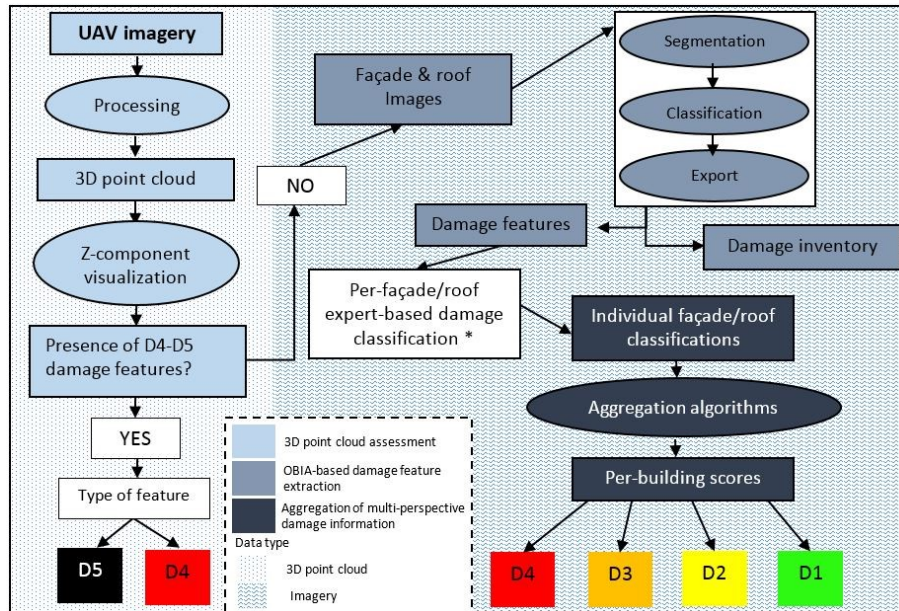 UAV imagery
Processing
3D point cloud
Z-component
visualization
Presence of D4-D5
damage features?
YES
Type of feature
D5
D4
NO
Façade & roof
Images
Segmentation
Classification
Export
Damage features
Damage inventory
Per-façade/roof
expert-based damage
classification *
Individual façade/roof
classifications
Aggregation algorithms
Per-building scores
D4
D3
D2
D1
3D point cloud assessment
OBIA-based damage feature
extraction
Aggregation of multi-perspective
damage information
Data type
3D point cloud
Imagery